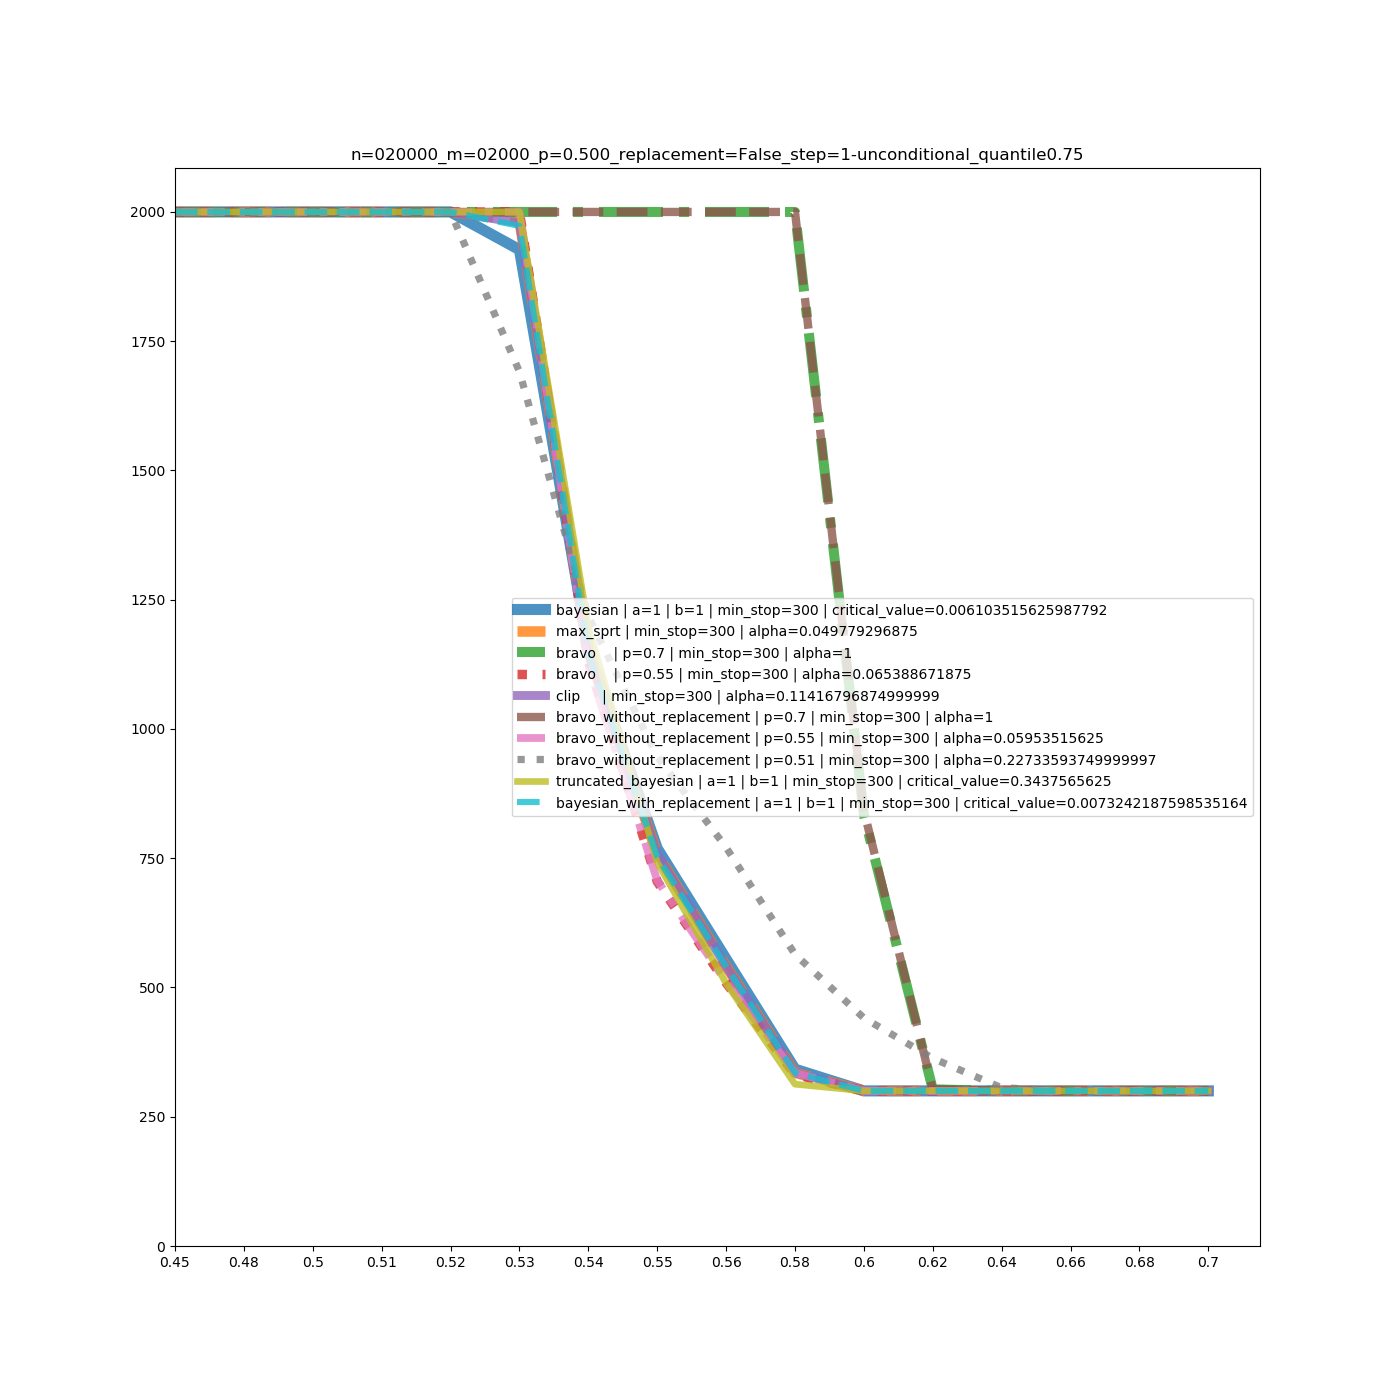 n=020000_m=02000_p=0.500_replacement=False_step=1-unconditional_quantile0.75
2000
1750
1500
1250
1000
750
500
250
0
bayesian | a=1 | b=1 | min_stop=300 | critical_value=0.006103515625987792
max_sprt | min_stop=300 | alpha=0.049779296875
bravo    | p=0.7 | min_stop=300 | alpha=1
bravo    | p=0.55 | min_stop=300 | alpha=0.065388671875
clip     | min_stop=300 | alpha=0.11416796874999999
bravo_without_replacement | p=0.7 | min_stop=300 | alpha=1
bravo_without_replacement | p=0.55 | min_stop=300 | alpha=0.05953515625
bravo_without_replacement | p=0.51 | min_stop=300 | alpha=0.22733593749999997
truncated_bayesian | a=1 | b=1 | min_stop=300 | critical_value=0.3437565625
bayesian_with_replacement | a=1 | b=1 | min_stop=300 | critical_value=0.0073242187598535164
0.45 0.48 0.5 0.51 0.52 0.53 0.54 0.55 0.56 0.58 0.6 0.62 0.64 0.66 0.68 0.7